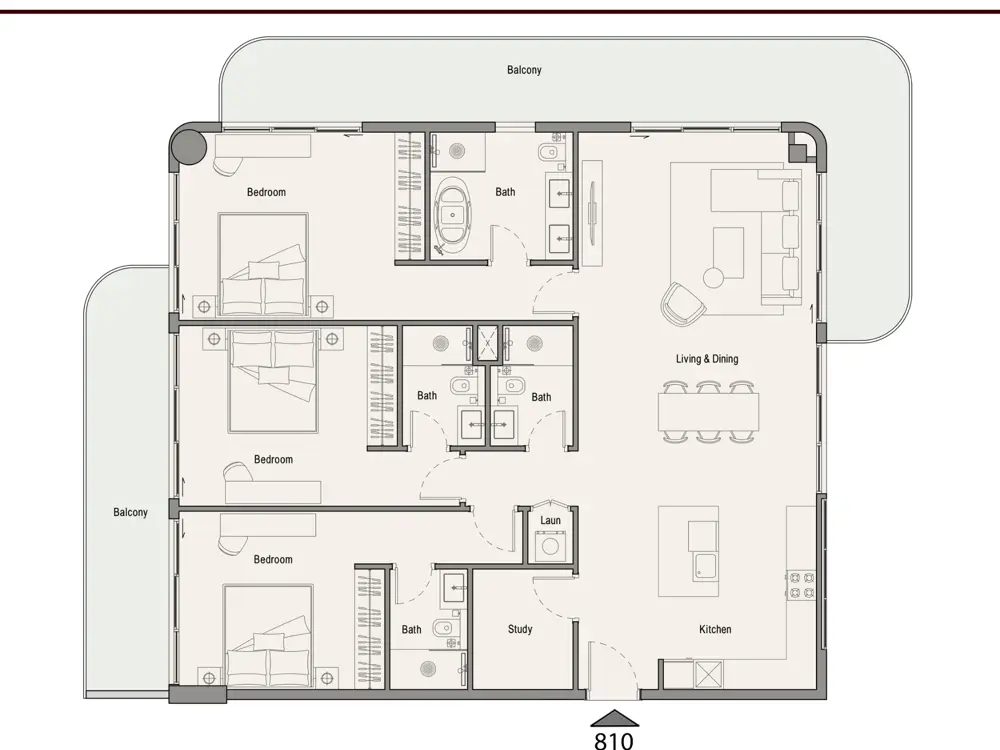 Balcony
Bedroom
Bath
Living & Dining
Bath
Bath
Bedroom
Balcony
Laun
Bedroom
Bath
Study
Kitchen
810